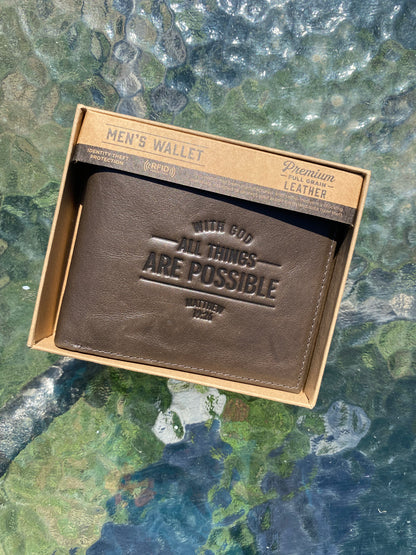 MEN'S WALLET
IDENTITY THEFT
PROTECTION
RFID
Premium
FULL GRAIN
LEATHER
WITH GOD
ALL THINGS
ARE POSSIBLE
MATTHEW
19:26